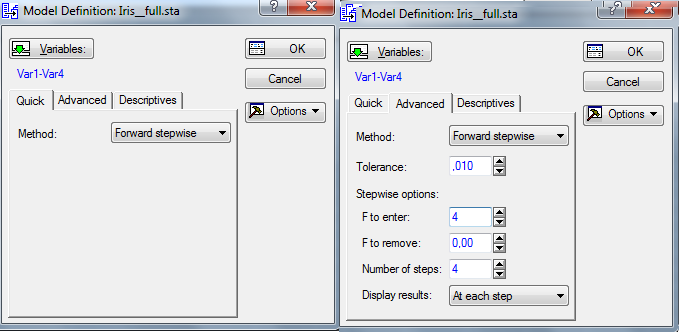 Model Definition: Iris__full.sta
Variables:
OK
Var1-Var4
Cancel
Quick Advanced Descriptives
Options
Method: Forward stepwise
Model Definition: Iris__full.sta
Variables:
OK
Var1-Var4
Cancel
Quick Advanced Descriptives
Options
Method: Forward stepwise
Tolerance: ,010
Stepwise options:
F to enter: 4
F to remove: 0,00
Number of steps: 4
Display results: At each step